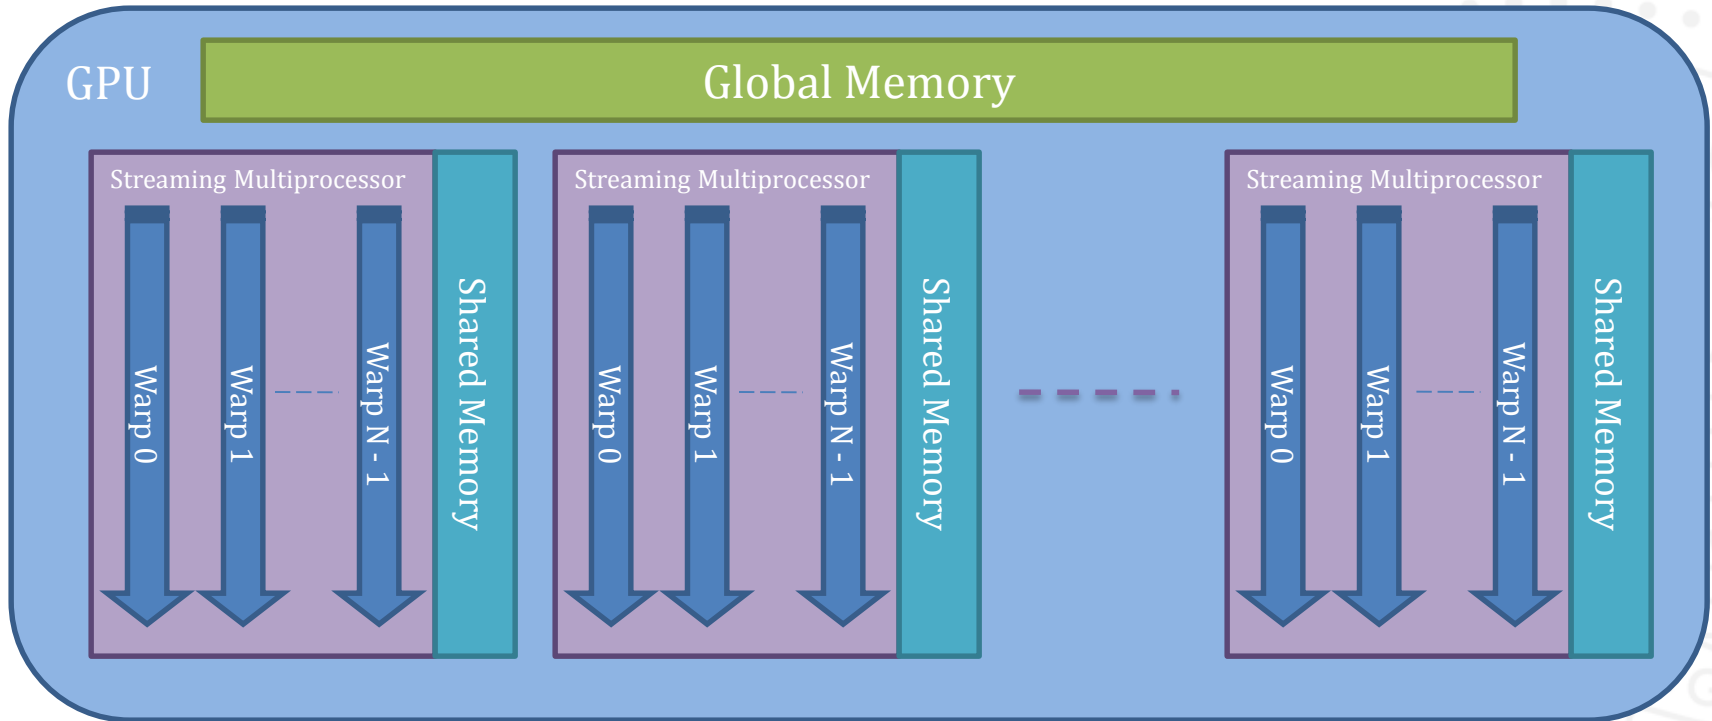 GPU
Global Memory
Streaming Multiprocessor
Warp 0
Warp 1
Warp N - 1
Shared Memory
Streaming Multiprocessor
Warp 0
Warp 1
Warp N - 1
Shared Memory
Streaming Multiprocessor
Warp 0
Warp 1
Warp N - 1
Shared Memory